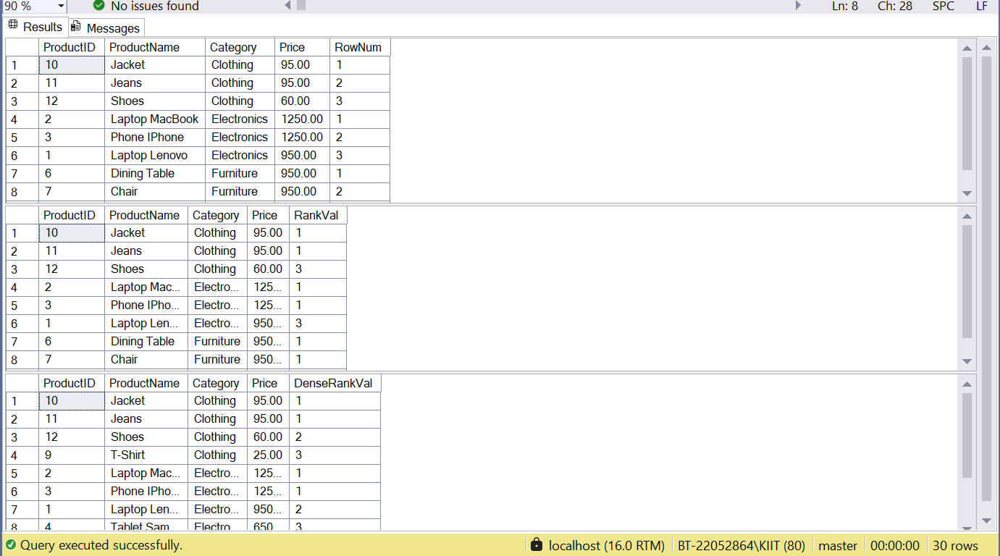 90 % No issues found Ln: 8 Ch: 28 SPC LF
Results Messages
ProductID ProductName Category Price RowNum
1 10 Jacket Clothing 95.00 1
2 11 Jeans Clothing 95.00 2
3 12 Shoes Clothing 60.00 3
4 2 Laptop MacBook Electronics 1250.00 1
5 3 Phone IPhone Electronics 1250.00 2
6 1 Laptop Lenovo Electronics 950.00 3
7 6 Dining Table Furniture 950.00 1
8 7 Chair Furniture 950.00 2
ProductID ProductName Category Price RankVal
1 10 Jacket Clothing 95.00 1
2 11 Jeans Clothing 95.00 1
3 12 Shoes Clothing 60.00 3
4 2 Laptop Mac... Electro... 125... 1
5 3 Phone IPho... Electro... 125... 1
6 1 Laptop Len... Electro... 950... 3
7 6 Dining Table Furniture 950... 1
8 7 Chair Furniture 950... 1
ProductID ProductName Category Price DenseRankVal
1 10 Jacket Clothing 95.00 1
2 11 Jeans Clothing 95.00 1
3 12 Shoes Clothing 60.00 2
4 9 T-Shirt Clothing 25.00 3
5 2 Laptop Mac... Electro... 125... 1
6 3 Phone IPho... Electro... 125... 1
7 1 Laptop Len... Electro... 950... 2
8 4 Tablet Sam... Electro... 650... 3
Query executed successfully. localhost (16.0 RTM) BT-22052864\KIIT (80) master 00:00:00 30 rows